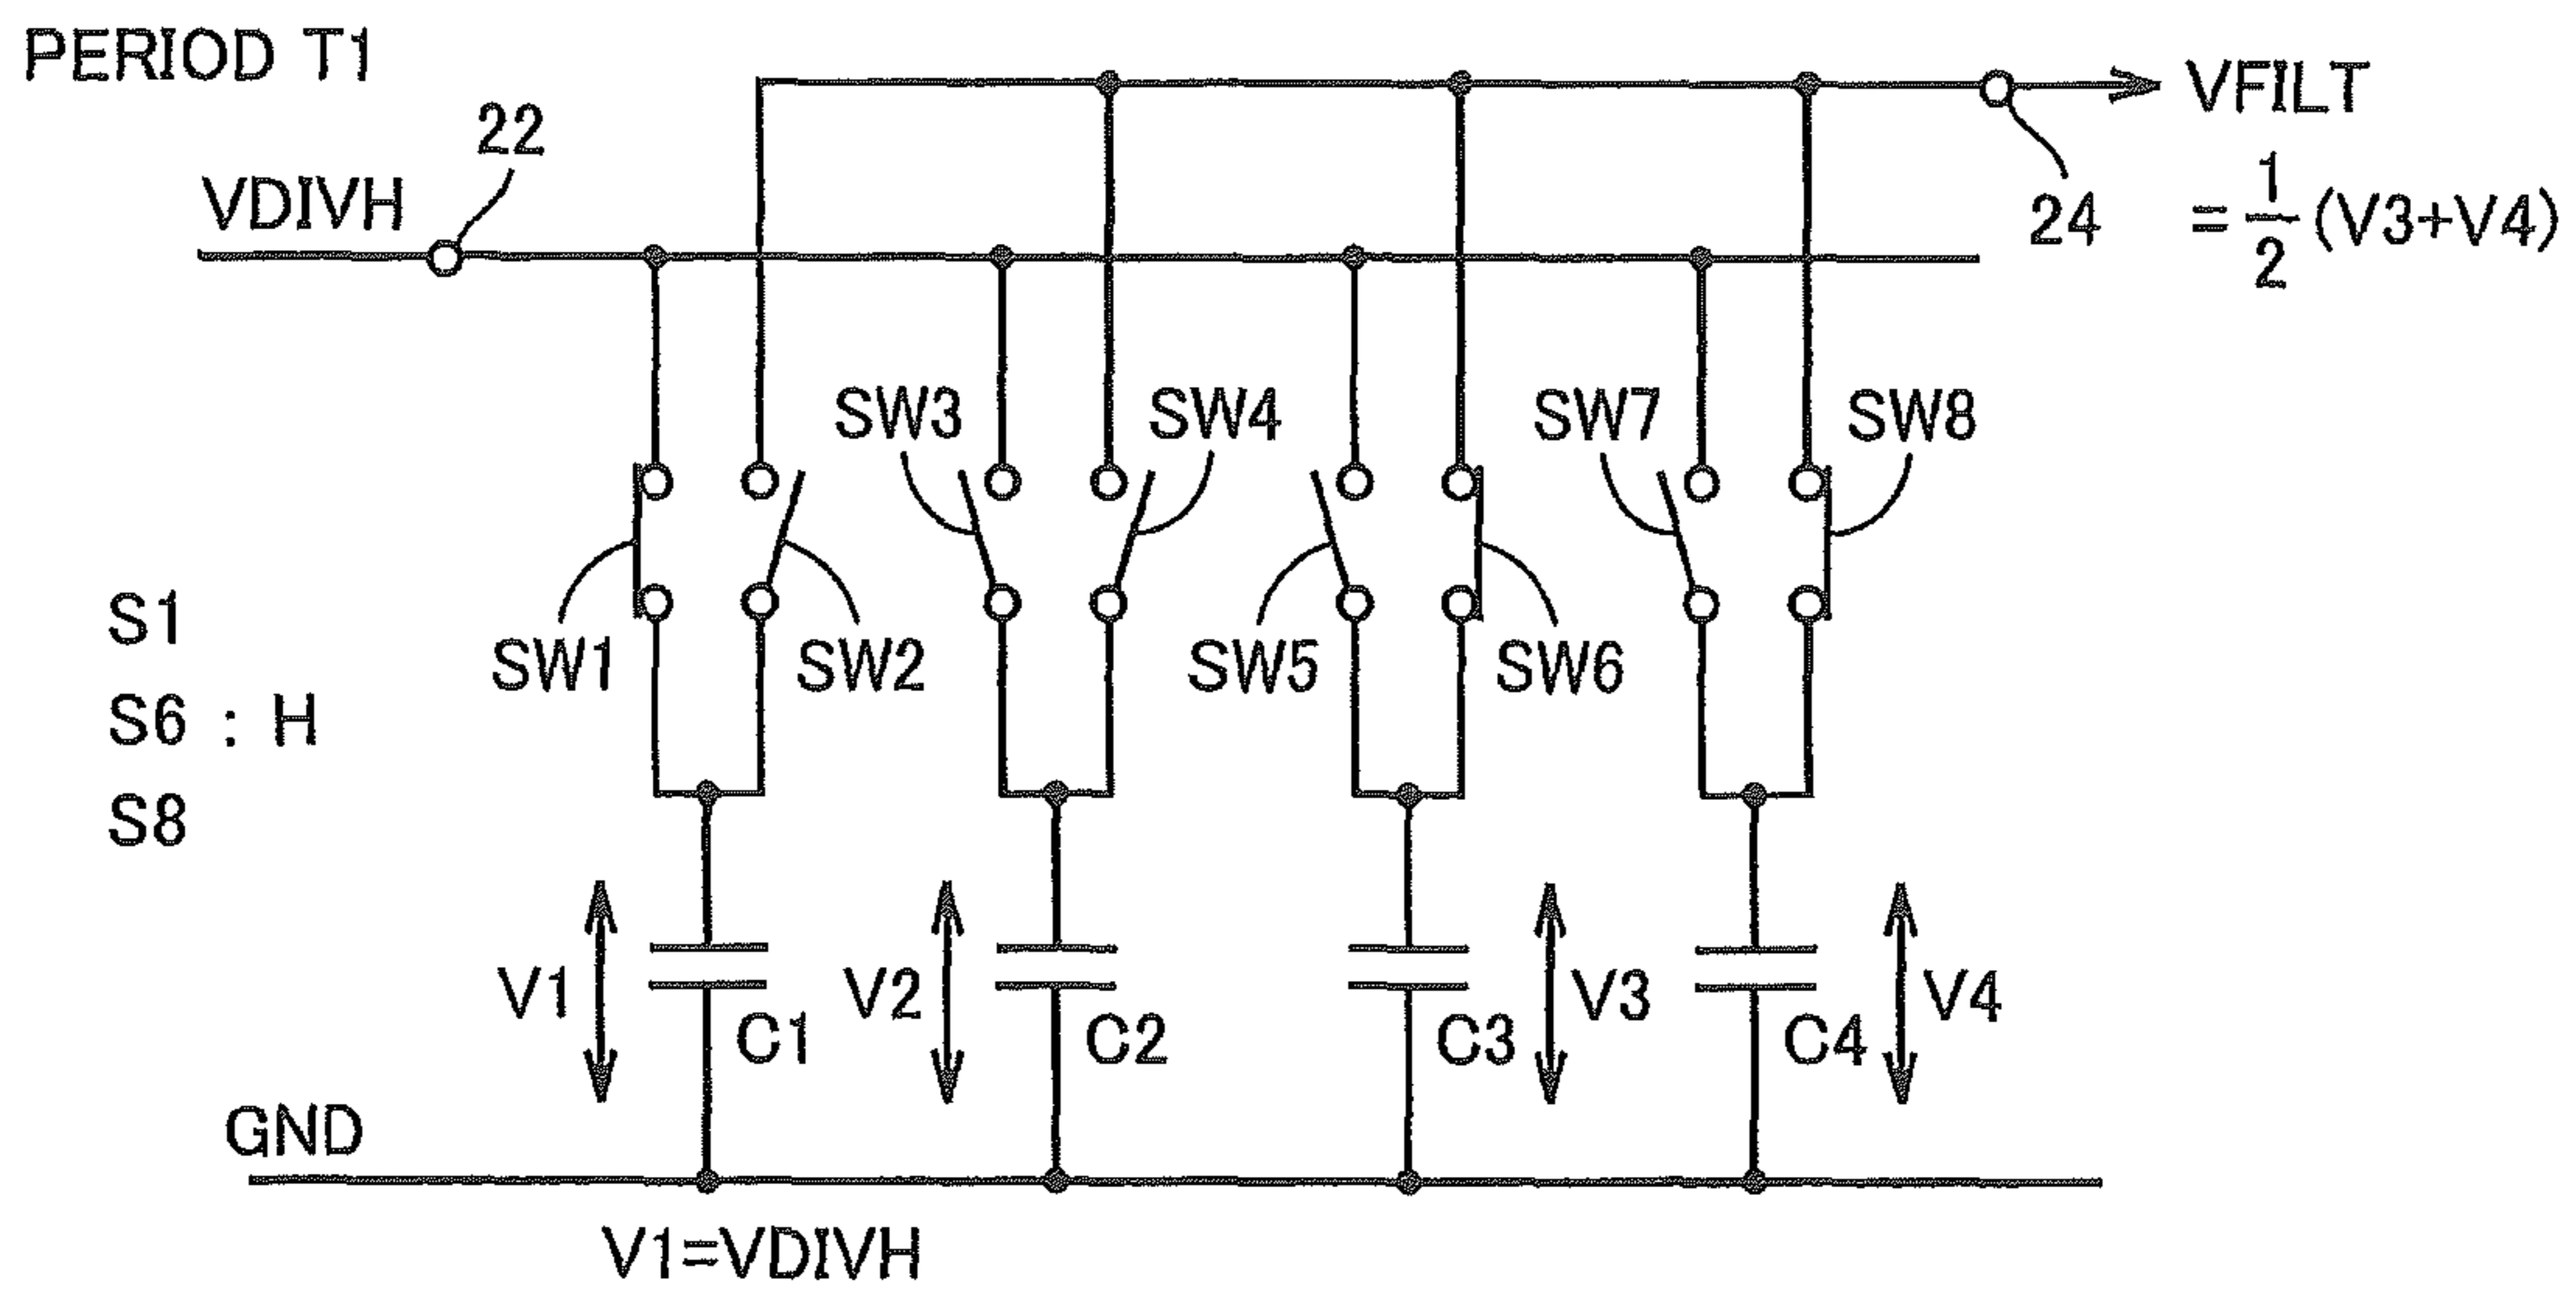 PERIOD T1
22
VDIVH
VFILT
24
= 1/2 (V3+V4)
SW3
SW4
SW7
SW8
S1
S6 : H
S8
SW1
SW2
SW5
SW6
V1
C1
V2
C2
C3
V3
C4
V4
GND
V1=VDIVH